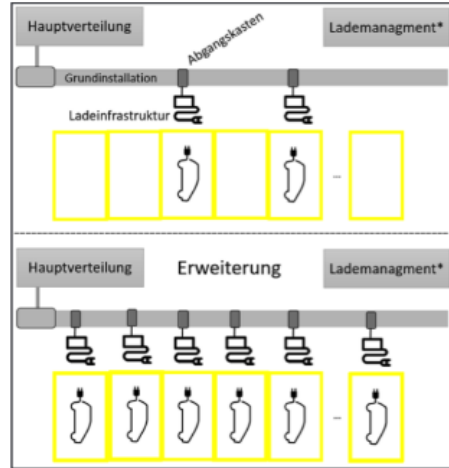 Hauptverteilung
Abgangskasten
Lademanagment*
Grundinstallation
Ladeinfrastruktur
...
Hauptverteilung
Erweiterung
Lademanagment*
...